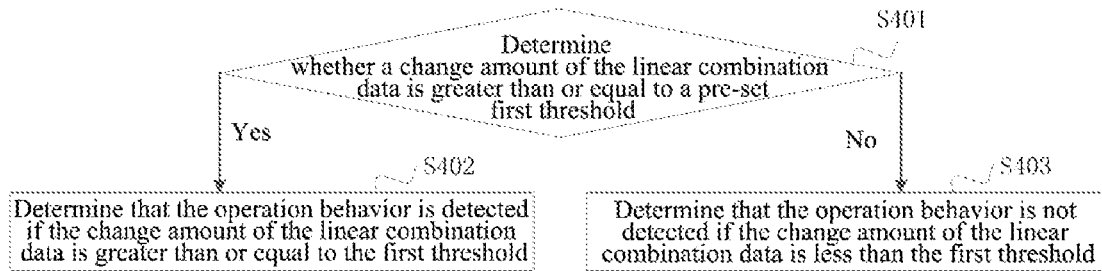 S401
Determine
whether a change amount of the linear combination
data is greater than or equal to a pre-set
first threshold
Yes
No
S402
S403
Determine that the operation behavior is detected
if the change amount of the linear combination
data is greater than or equal to the first threshold
Determine that the operation behavior is not
detected if the change amount of the linear
combination data is less than the first threshold